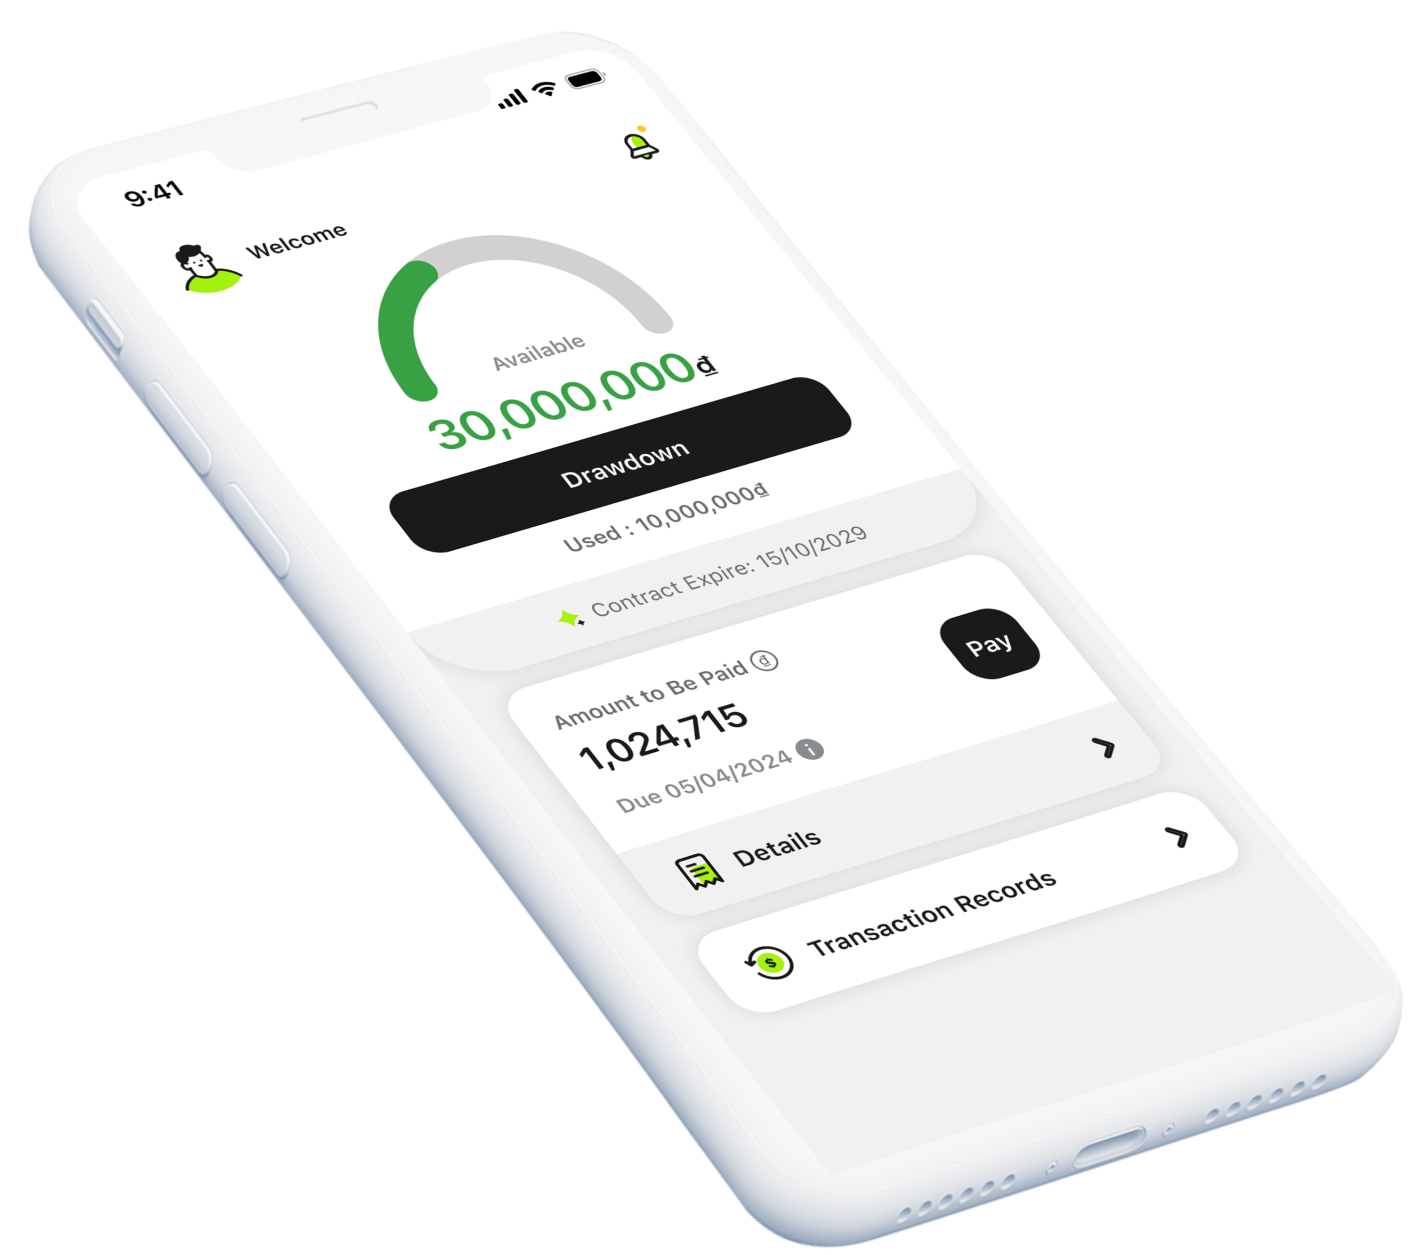 9:41
Welcome
Available
30,000,000₫
Drawdown
Used : 10,000,000₫
Contract Expire: 15/10/2029
Amount to Be Paid ₫
1,024,715
Pay
Due 05/04/2024 i
Details
$ Transaction Records